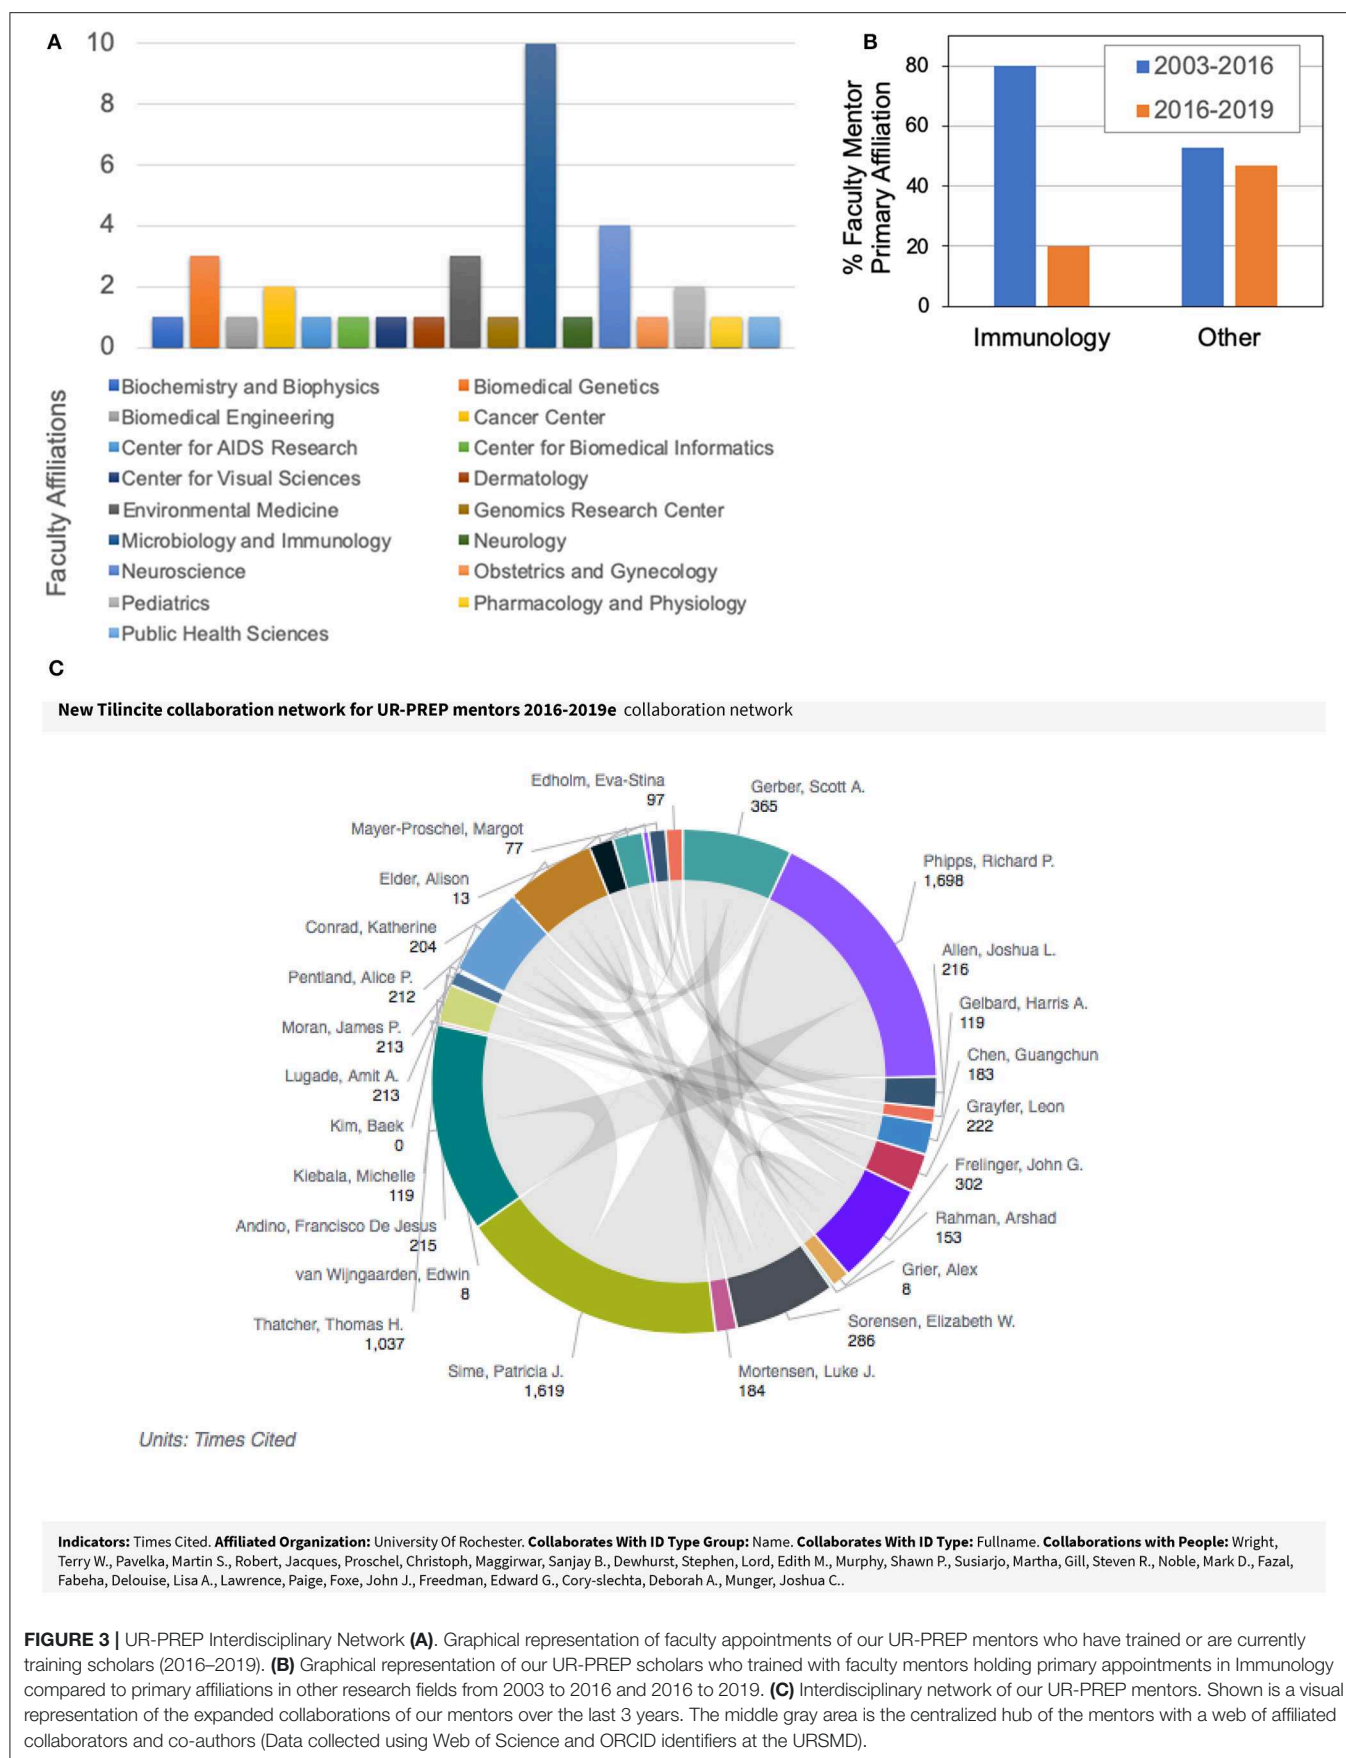 A
10
8
6
4
2
0
Faculty Affiliations
Biochemistry and Biophysics
Biomedical Genetics
Biomedical Engineering
Cancer Center
Center for AIDS Research
Center for Biomedical Informatics
Center for Visual Sciences
Dermatology
Environmental Medicine
Genomics Research Center
Microbiology and Immunology
Neurology
Neuroscience
Obstetrics and Gynecology
Pediatrics
Pharmacology and Physiology
Public Health Sciences
B
% Faculty Mentor
Primary Affiliation
80
60
40
20
0
2003-2016
2016-2019
Immunology
Other
C
New Tilincite collaboration network for UR-PREP mentors 2016-2019e collaboration network
Edholm, Eva-Stina
97
Gerber, Scott A.
365
Mayer-Proschel, Margot
77
Phipps, Richard P.
1,698
Elder, Alison
13
Conrad, Katherine
204
Allen, Joshua L.
216
Pentland, Alice P.
212
Gelbard, Harris A.
119
Moran, James P.
213
Chen, Guangchun
183
Lugade, Amit A.
213
Grayfer, Leon
222
Kim, Baek
0
Frelinger, John G.
302
Kiebala, Michelle
119
Rahman, Arshad
153
Andino, Francisco De Jesus
215
Grier, Alex
8
van Wijngaarden, Edwin
8
Sorensen, Elizabeth W.
286
Thatcher, Thomas H.
1,037
Sime, Patricia J.
1,619
Mortensen, Luke J.
184
Units: Times Cited
Indicators: Times Cited. Affiliated Organization: University Of Rochester. Collaborates With ID Type Group: Name. Collaborates With ID Type: Fullname. Collaborations with People: Wright,
Terry W., Pavelka, Martin S., Robert, Jacques, Proschel, Christoph, Maggirwar, Sanjay B., Dewhurst, Stephen, Lord, Edith M., Murphy, Shawn P., Susiarjo, Martha, Gill, Steven R., Noble, Mark D., Fazal,
Fabeha, Delouise, Lisa A., Lawrence, Paige, Foxe, John J., Freedman, Edward G., Cory-slechta, Deborah A., Munger, Joshua C..
FIGURE 3 | UR-PREP Interdisciplinary Network (A). Graphical representation of faculty appointments of our UR-PREP mentors who have trained or are currently
training scholars (2016–2019). (B) Graphical representation of our UR-PREP scholars who trained with faculty mentors holding primary appointments in Immunology
compared to primary affiliations in other research fields from 2003 to 2016 and 2016 to 2019. (C) Interdisciplinary network of our UR-PREP mentors. Shown is a visual
representation of the expanded collaborations of our mentors over the last 3 years. The middle gray area is the centralized hub of the mentors with a web of affiliated
collaborators and co-authors (Data collected using Web of Science and ORCID identifiers at the URSMD).